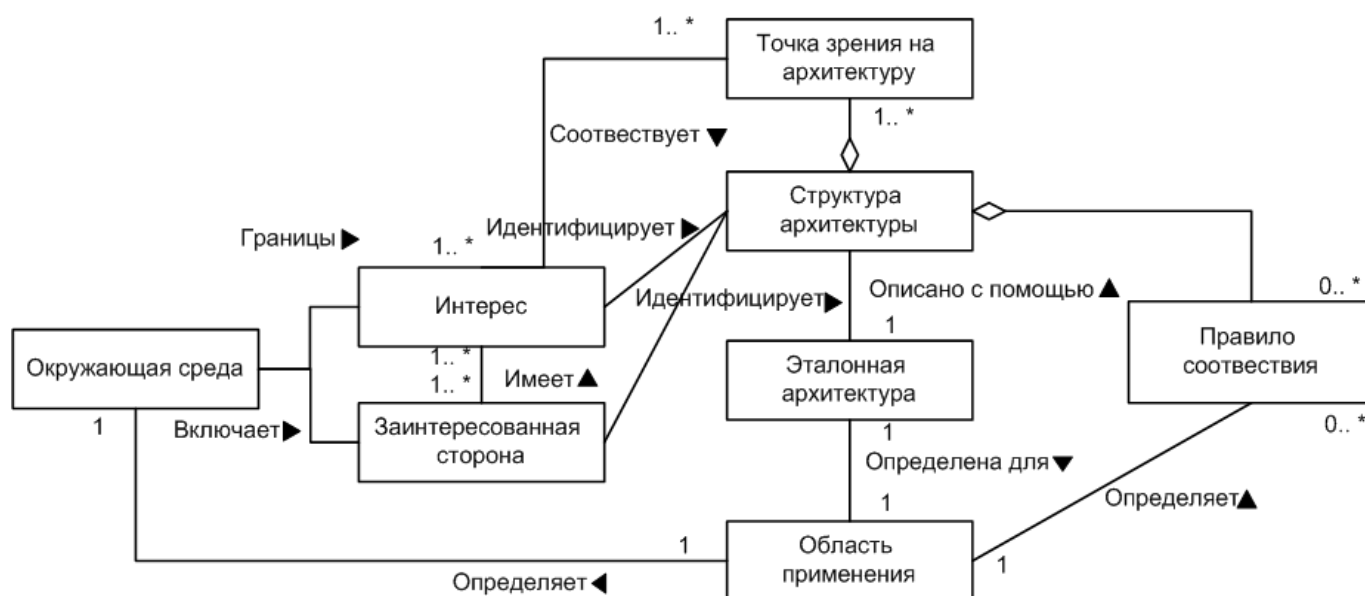 1.. *
Точка зрения на
архитектуру
1.. *
Соотвествует ▼
Структура
архитектуры
Идентифицирует ▶
Границы ▶
1.. *
Интерес
Идентифицирует ▶
Описано с помощью ▲
0.. *
1
Правило
соотвествия
Окружающая среда
1.. *
1.. *
Имеет ▲
Эталонная
архитектура
1
Включает ▶
Заинтересованная
сторона
1
0.. *
Определена для ▼
Определяет ▲
1
1
Область
применения
1
Определяет ◀